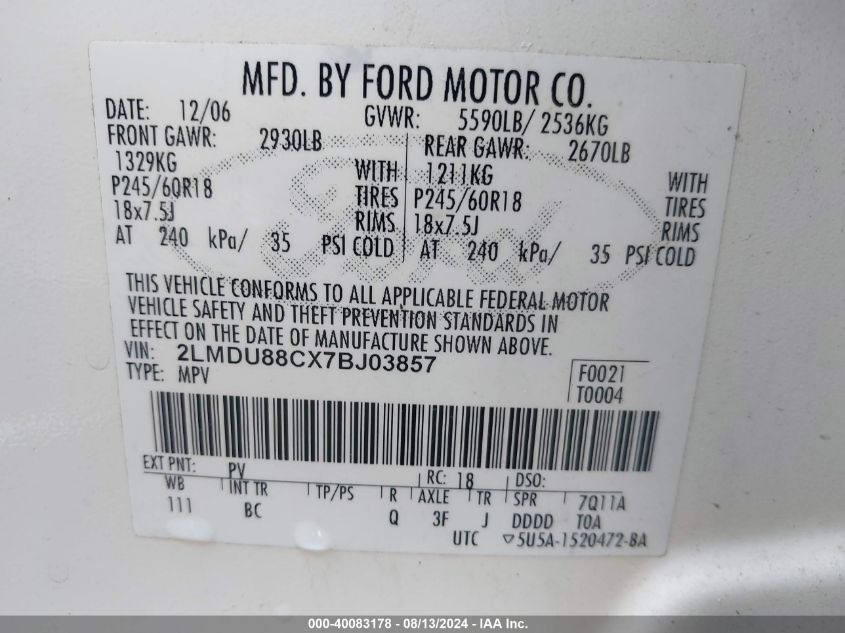 MFD. BY FORD MOTOR CO.
DATE: 12/06 GVWR: 5590LB/ 2536KG
FRONT GAWR: 2930LB REAR GAWR: 2670LB
1329KG WITH 1211KG WITH
P245/60R18 TIRES P245/60R18 TIRES
18x7.5J RIMS 18x7.5J RIMS
AT 240 kPa/ 35 PSI COLD AT 240 kPa/ 35 PSI COLD
THIS VEHICLE CONFORMS TO ALL APPLICABLE FEDERAL MOTOR
VEHICLE SAFETY AND THEFT PREVENTION STANDARDS IN
EFFECT ON THE DATE OF MANUFACTURE SHOWN ABOVE.
VIN: 2LMDU88CX7BJ03857
TYPE: MPV
F0021
T0004
EXT PNT: PV RC: 18 DSO:
WB INT TR TP/PS R AXLE TR SPR 7Q11A
111 BC Q 3F J DDDD TOA
UTC ▽5U5A-1520472-BA
Ford
000-40083178 - 08/13/2024 - IAA Inc.